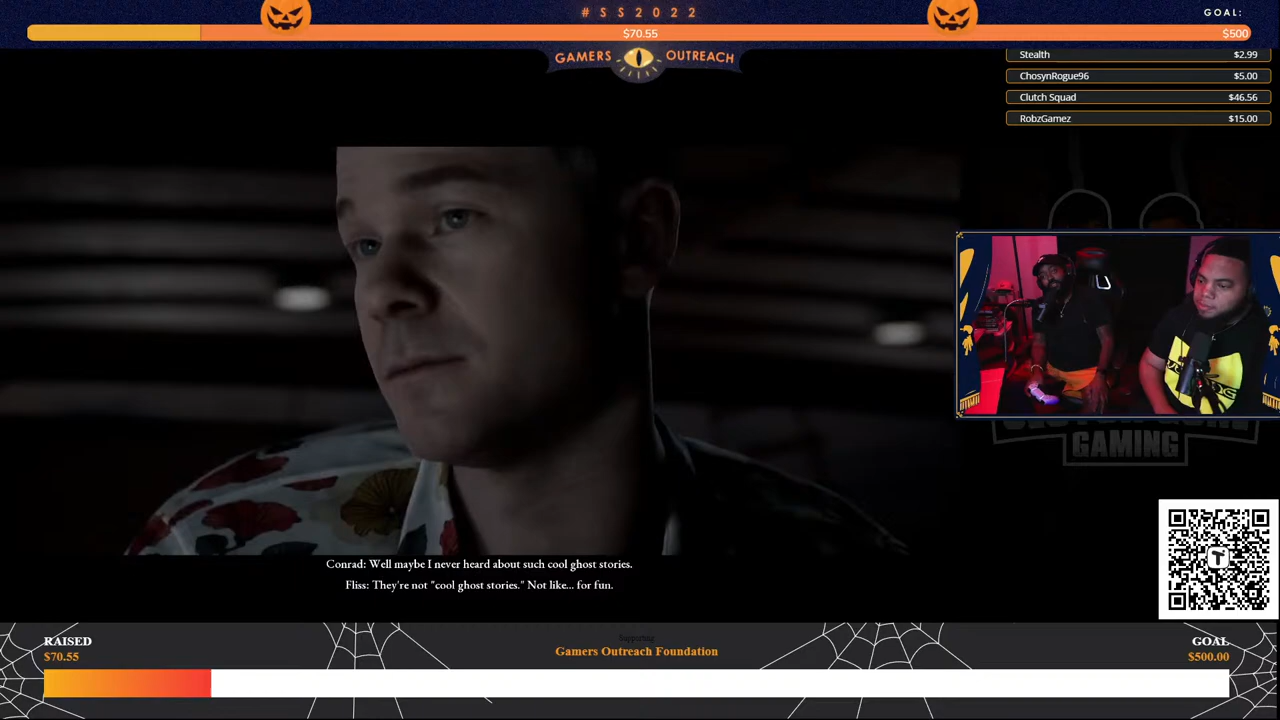 #SS2022
GOAL:
$70.55
$500
GAMERS OUTREACH
Stealth $2.99
ChosynRogue96 $5.00
Clutch Squad $46.56
RobzGamez $15.00
GAMING
Conrad: Well maybe I never heard about such cool ghost stories.
Fliss: They're not "cool ghost stories." Not like... for fun.
T
RAISED
$70.55
Supporting
Gamers Outreach Foundation
GOAL
$500.00